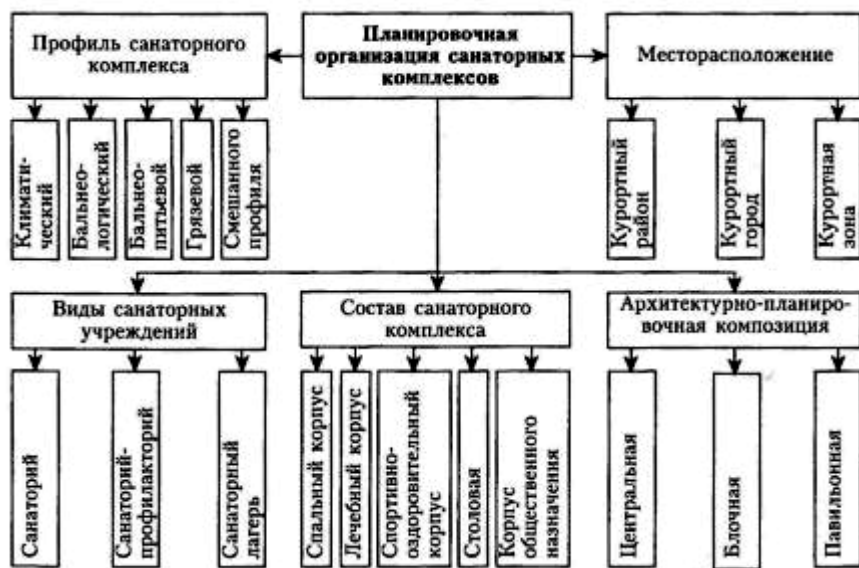 Профиль санаторного
комплекса
Планировочная
организация санаторных
комплексов
Месторасположение
Климати-
ческий
Бальнео-
логический
Бальнео-
питьевой
Грязевой
Смешанного
профиля
Курортный
район
Курортный
город
Курортная
зона
Виды санаторных
учреждений
Состав санаторного
комплекса
Архитектурно-планиро-
вочная композиция
Санаторий
Санаторий-
профилакторий
Санаторный
лагерь
Спальный корпус
Лечебный корпус
Спортивно-
оздоровительный
корпус
Столовая
Корпус
общественного
назначения
Центральная
Блочная
Павильонная